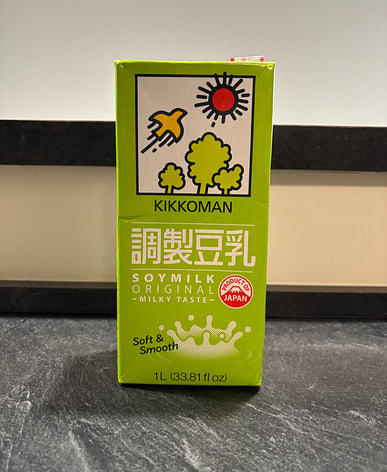 KIKKOMAN
調製豆乳
SOYMILK
ORIGINAL
–MILKY TASTE–
PRODUCT OF
JAPAN
Soft &
Smooth
1L (33.81 fl oz)